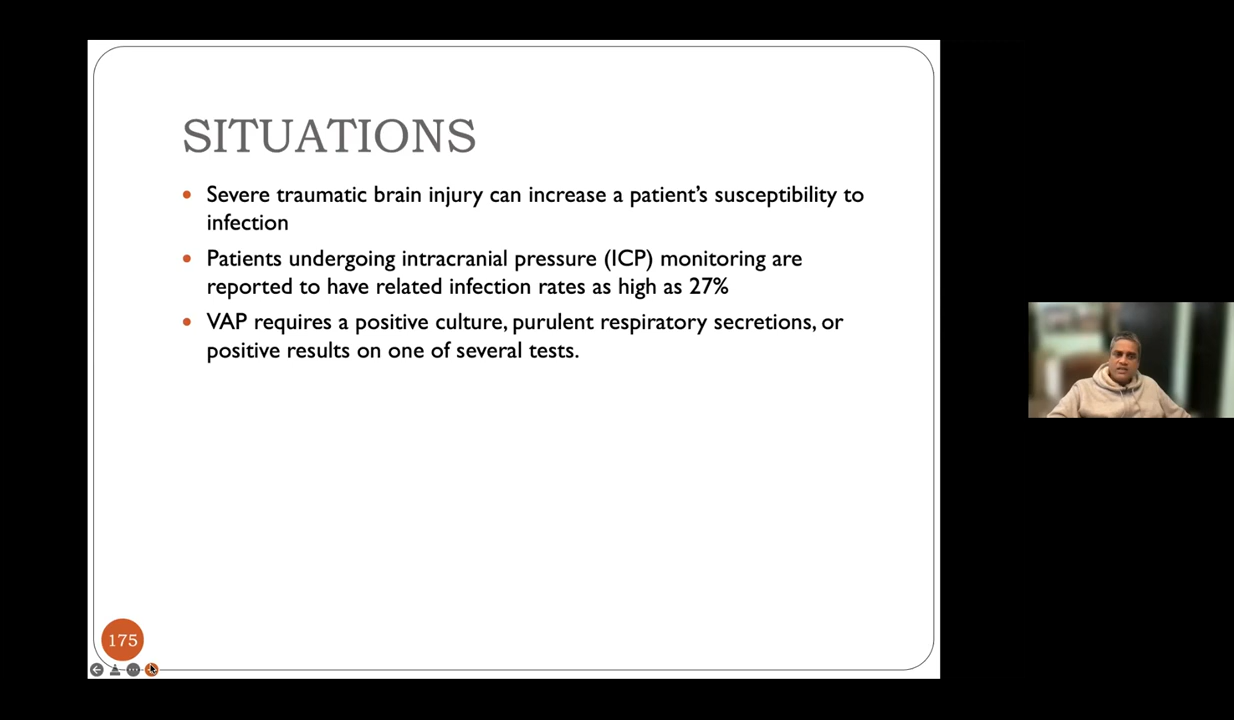 SITUATIONS
Severe traumatic brain injury can increase a patient's susceptibility to
infection
Patients undergoing intracranial pressure (ICP) monitoring are
reported to have related infection rates as high as 27%
VAP requires a positive culture, purulent respiratory secretions, or
positive results on one of several tests.
175